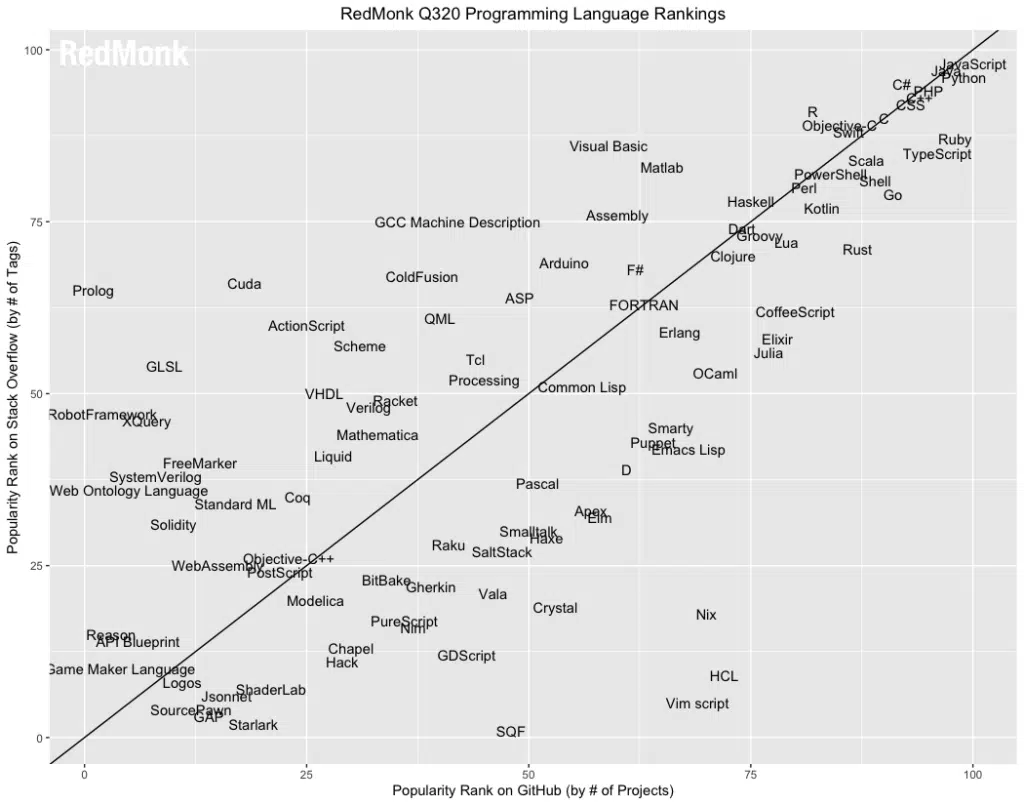 RedMonk Q320 Programming Language Rankings
RedMonk
100
JavaScript
Java
Python
C#
PHP
C++
CSS
R
C
Objective-C
Swift
Ruby
Visual Basic
TypeScript
Scala
Matlab
PowerShell
Shell
Perl
Go
Haskell
Kotlin
Assembly
GCC Machine Description
75
Dart
Groovy
Lua
Rust
Clojure
Arduino
F#
ColdFusion
Cuda
Prolog
ASP
FORTRAN
CoffeeScript
QML
ActionScript
Erlang
Elixir
Scheme
Julia
Tcl
GLSL
OCaml
Processing
Common Lisp
50
VHDL
Racket
Verilog
RobotFramework
XQuery
Smarty
Mathematica
Puppet
Emacs Lisp
Liquid
FreeMarker
D
SystemVerilog
Pascal
Web Ontology Language
Coq
Standard ML
Apex
Elm
Solidity
Smalltalk
Haxe
Raku
SaltStack
Objective-C++
25
WebAssembly
PostScript
BitBake
Gherkin
Vala
Modelica
Crystal
Nix
PureScript
Nim
Reason
API Blueprint
Chapel
GDScript
Hack
Game Maker Language
HCL
Logos
ShaderLab
Jsonnet
Vim script
SourcePawn
GAP
Starlark
SQF
0
0
25
50
75
100
Popularity Rank on GitHub (by # of Projects)
Popularity Rank on Stack Overflow (by # of Tags)